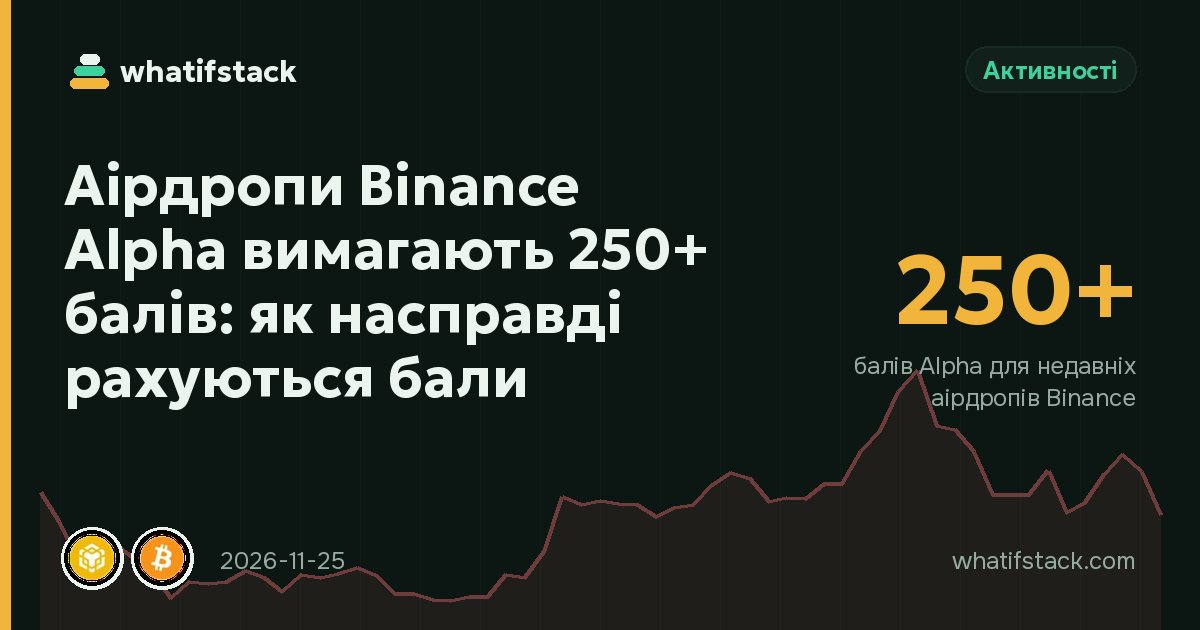 whatifstack
Активності
Аірдропи Binance
Alpha вимагають 250+
балів: як насправді
рахуються бали
250+
балів Alpha для недавніх
аірдропів Binance
2026-11-25
whatifstack.com